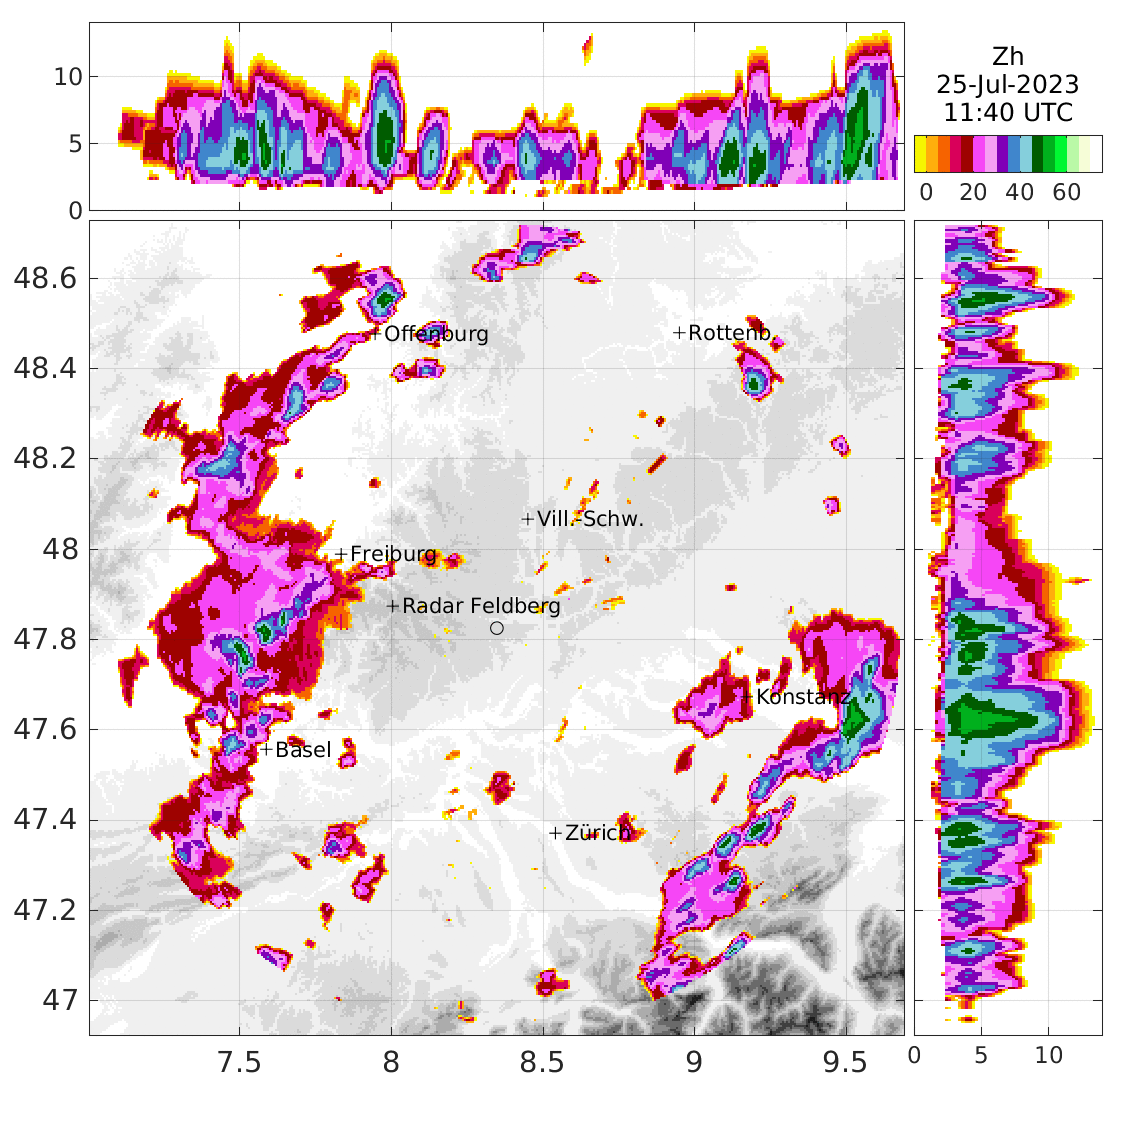 10
5
0
Zh
25-Jul-2023
11:40 UTC
0 20 40 60
48.6
48.4
48.2
48
47.8
47.6
47.4
47.2
47
+Offenburg
+Rottenb.
+Vill.-Schw.
+Freiburg
+Radar Feldberg
+Konstanz
+Basel
+Zürich
7.5 8 8.5 9 9.5
0 5 10